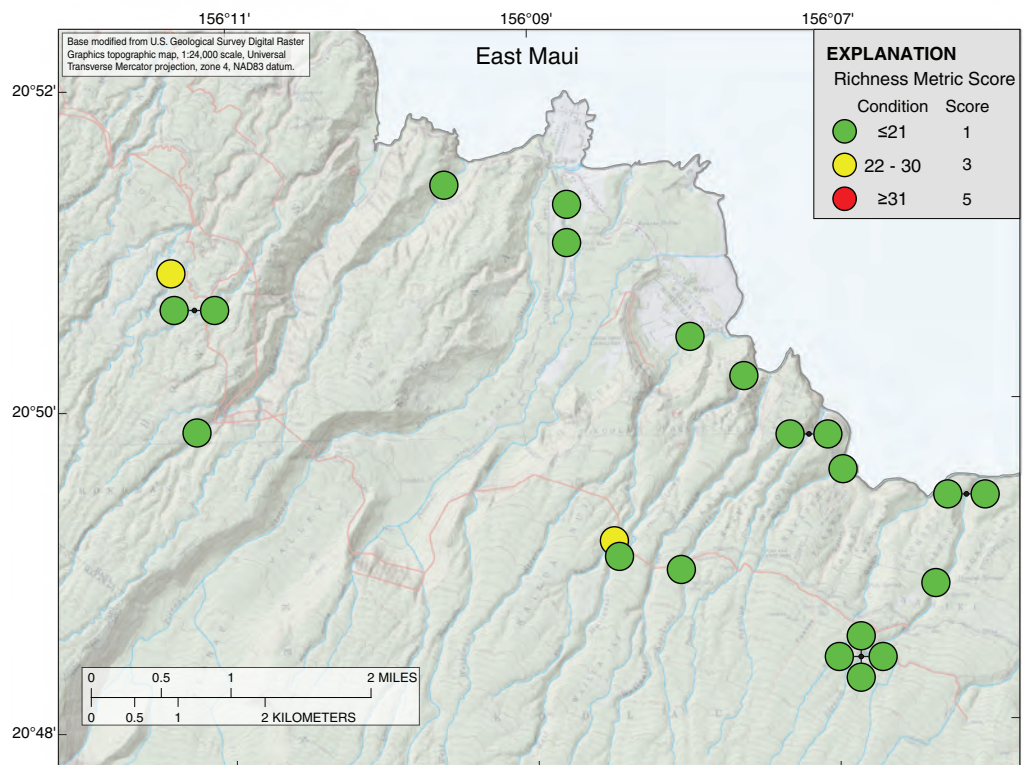 156°11' 156°09' 156°07'
Base modified from U.S. Geological Survey Digital Raster
Graphics topographic map, 1:24,000 scale, Universal
Transverse Mercator projection, zone 4, NAD83 datum.
East Maui
EXPLANATION
Richness Metric Score
Condition Score
≤21 1
22 - 30 3
≥31 5
20°52'
20°50'
20°48'
0 0.5 1 2 MILES
0 0.5 1 2 KILOMETERS